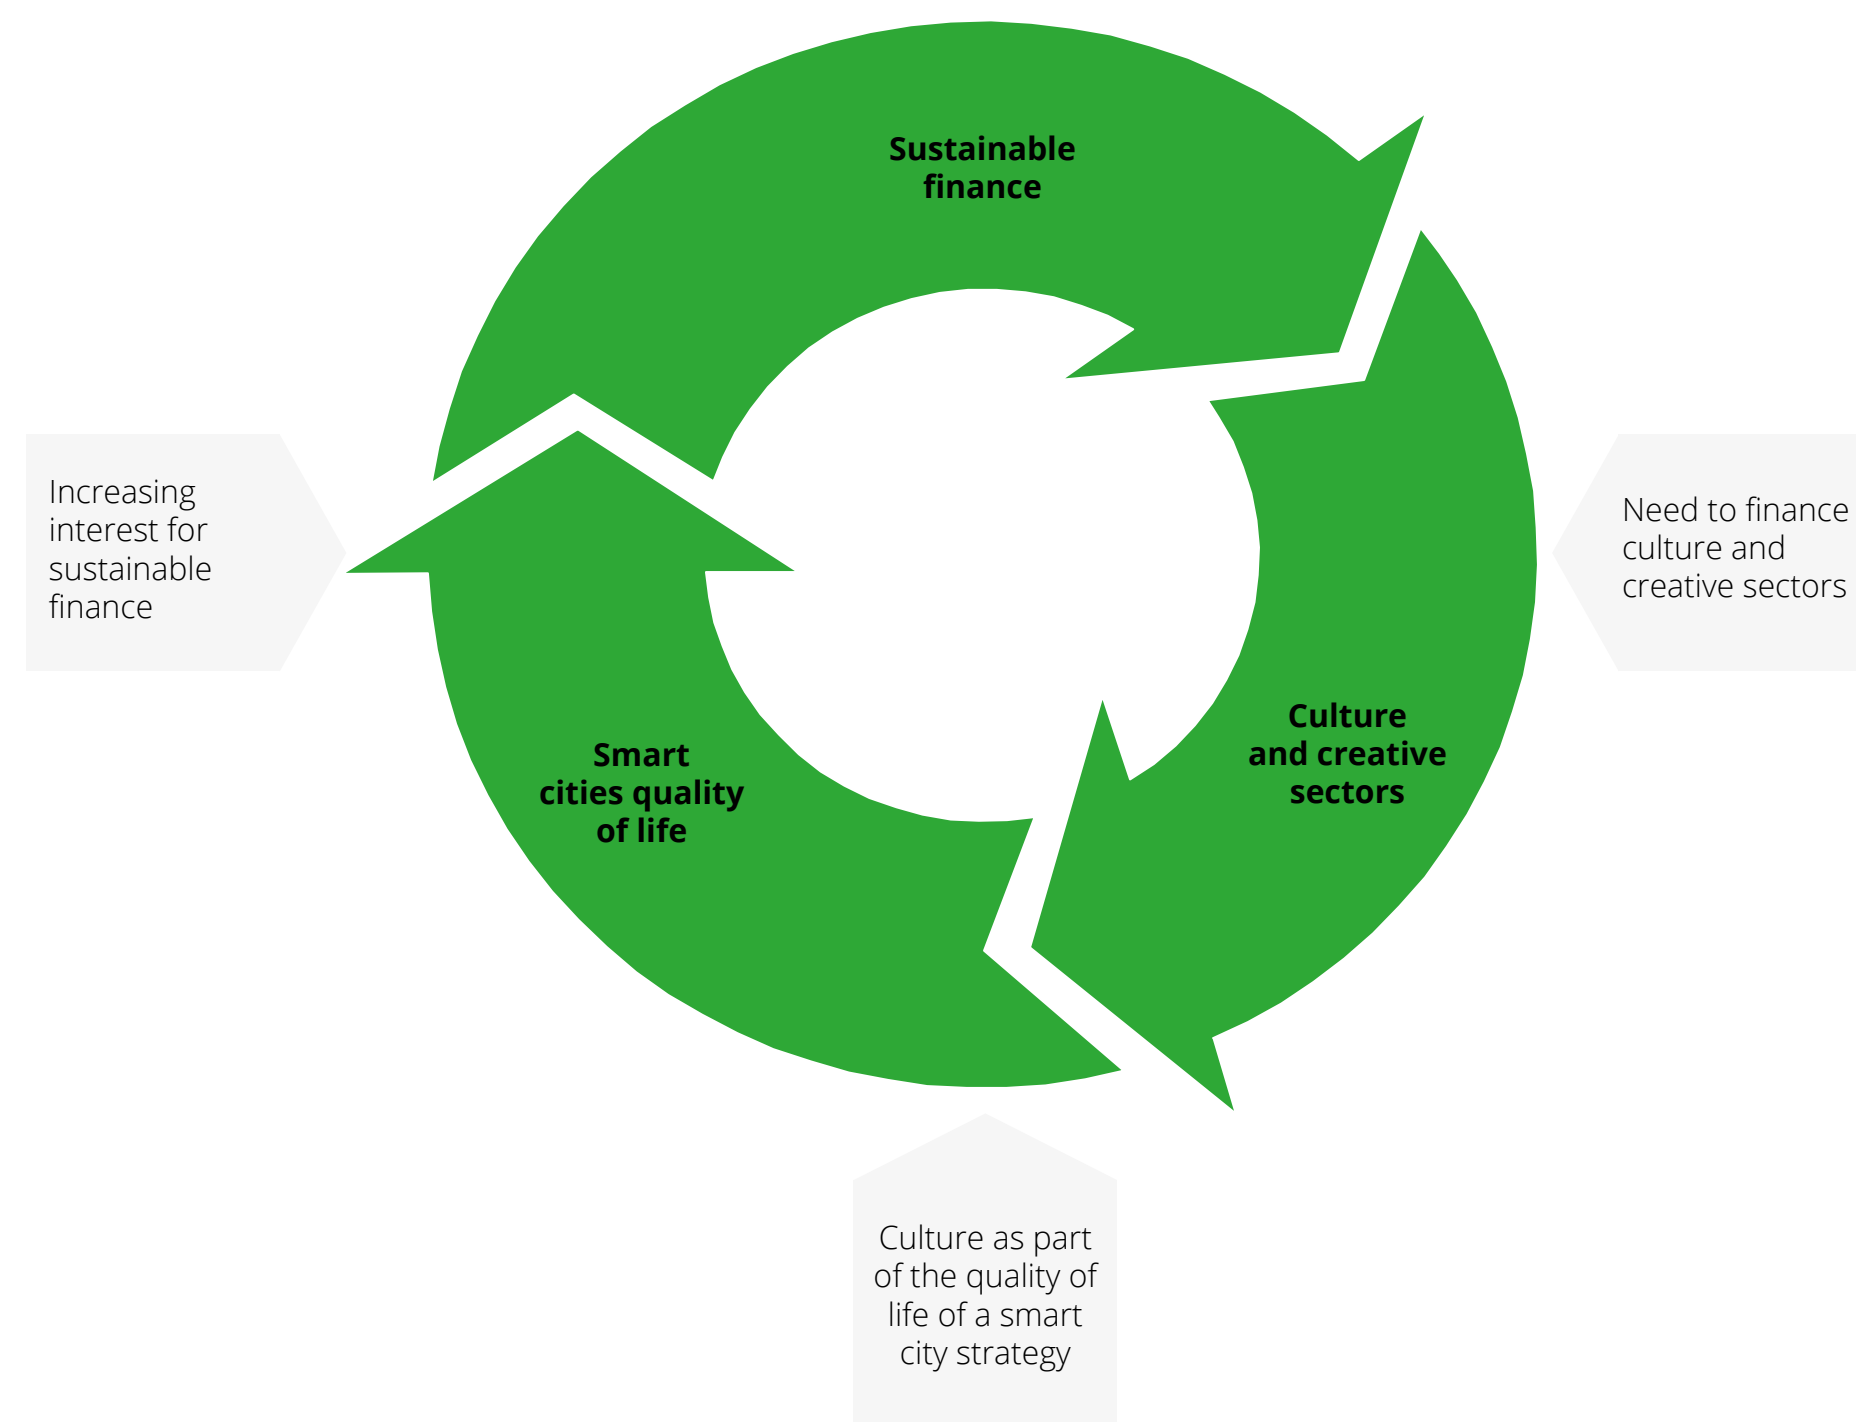 Sustainable
finance
Increasing
interest for
sustainable
finance
Need to finance
culture and
creative sectors
Culture
and creative
sectors
Smart
cities quality
of life
Culture as part
of the quality of
life of a smart
city strategy